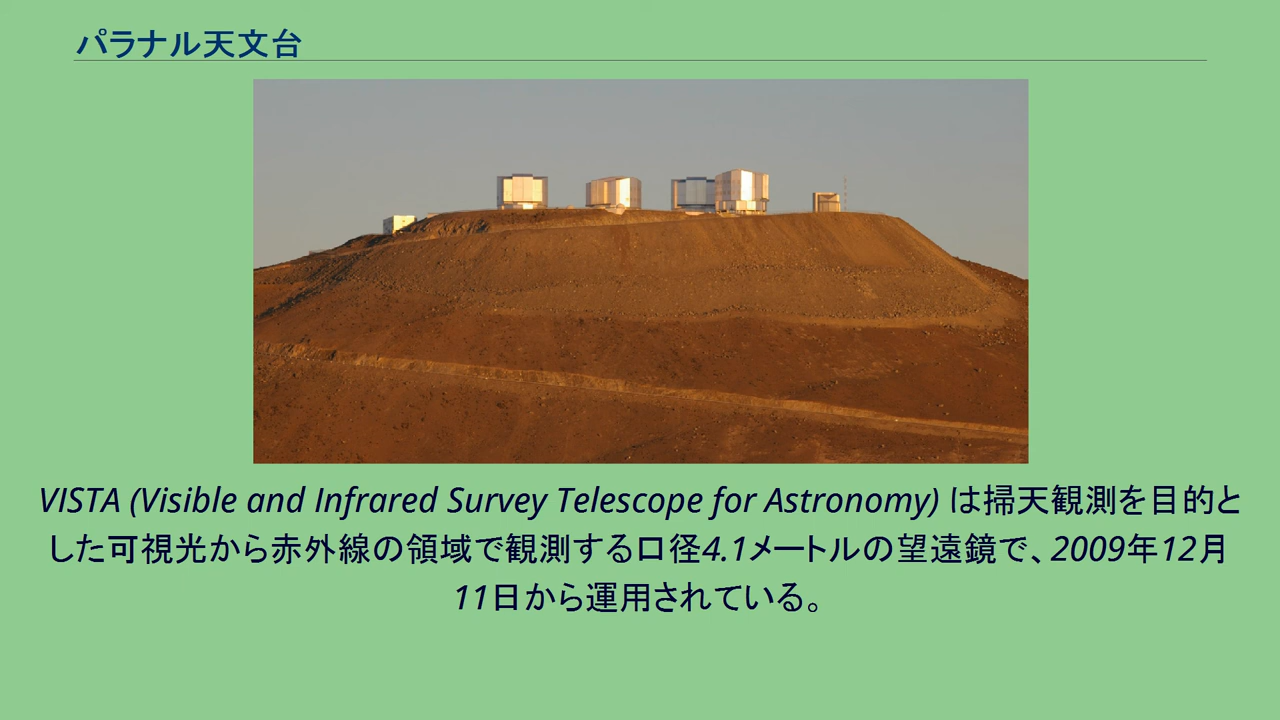 パラナル天文台
VISTA (Visible and Infrared Survey Telescope for Astronomy) は掃天観測を目的と
した可視光から赤外線の領域で観測する口径4.1メートルの望遠鏡で、2009年12月
11日から運用されている。